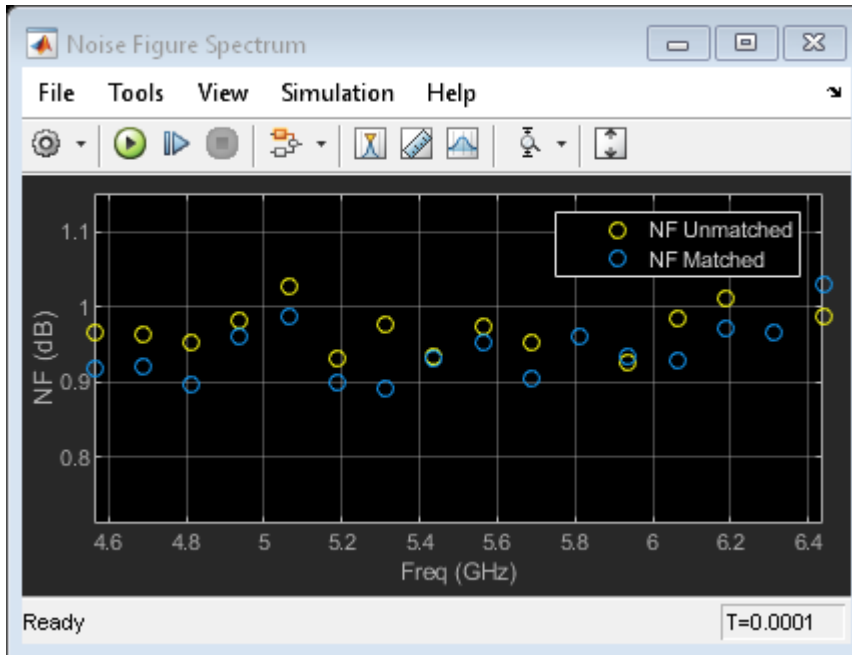 Noise Figure Spectrum
File Tools View Simulation Help
NF Unmatched
NF Matched
1.1
1
0.9
0.8
NF (dB)
4.6 4.8 5 5.2 5.4 5.6 5.8 6 6.2 6.4
Freq (GHz)
Ready T=0.0001